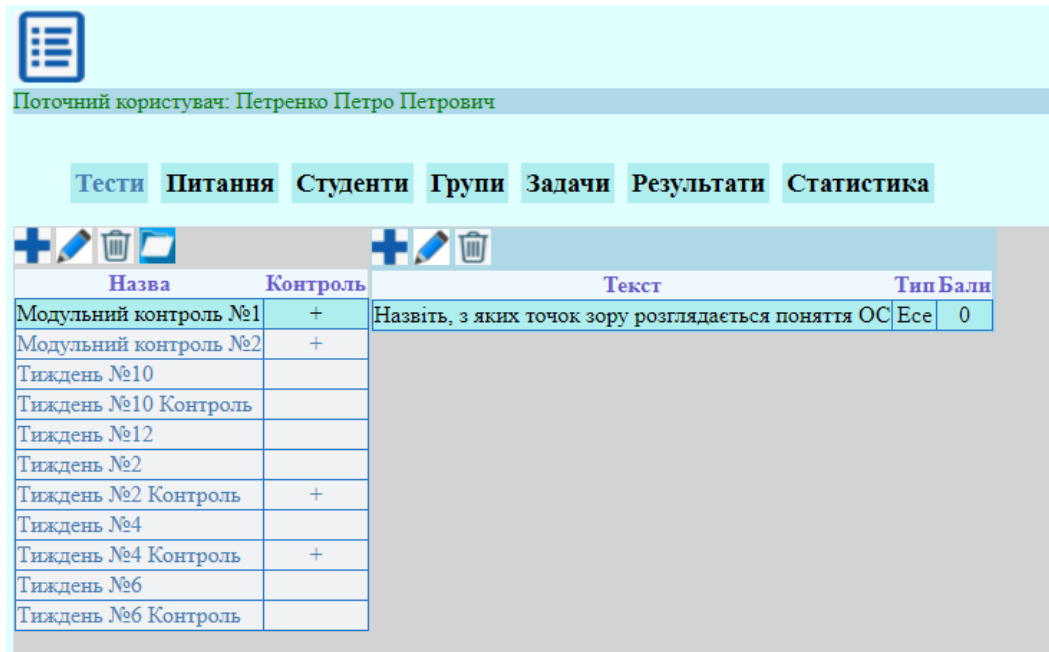 Поточний користувач: Петренко Петро Петрович
Тести Питання Студенти Групи Задачи Результати Статистика
Назва Контроль
Модульний контроль №1 +
Модульний контроль №2 +
Тиждень №10
Тиждень №10 Контроль
Тиждень №12
Тиждень №2
Тиждень №2 Контроль +
Тиждень №4
Тиждень №4 Контроль +
Тиждень №6
Тиждень №6 Контроль
Текст Тип Бали
Назвіть, з яких точок зору розглядається поняття ОС Есе 0